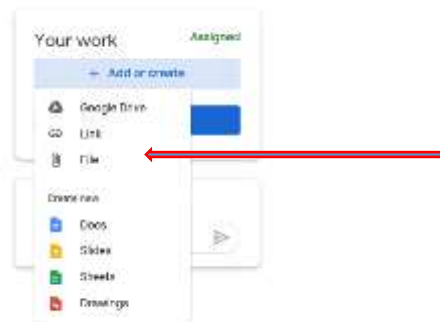 Your work
Assigned
+ Add or create
Google Drive
Link
File
Create new
Docs
Slides
Sheets
Drawings